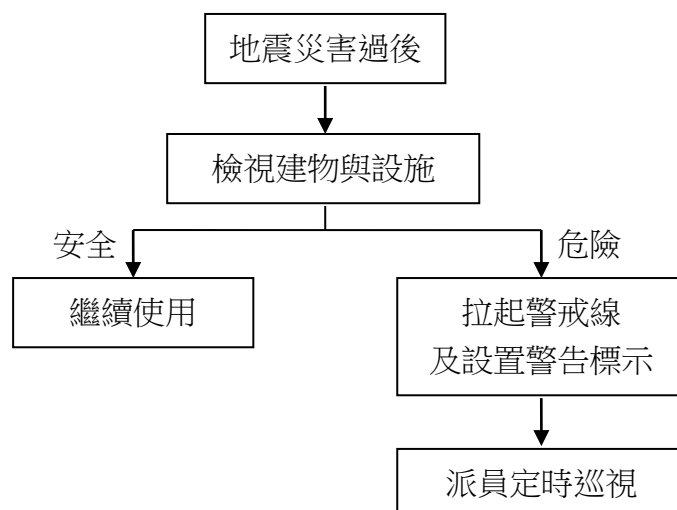 地震災害過後
檢視建物與設施
安全
危險
繼續使用
拉起警戒線
及設置警告標示
派員定時巡視